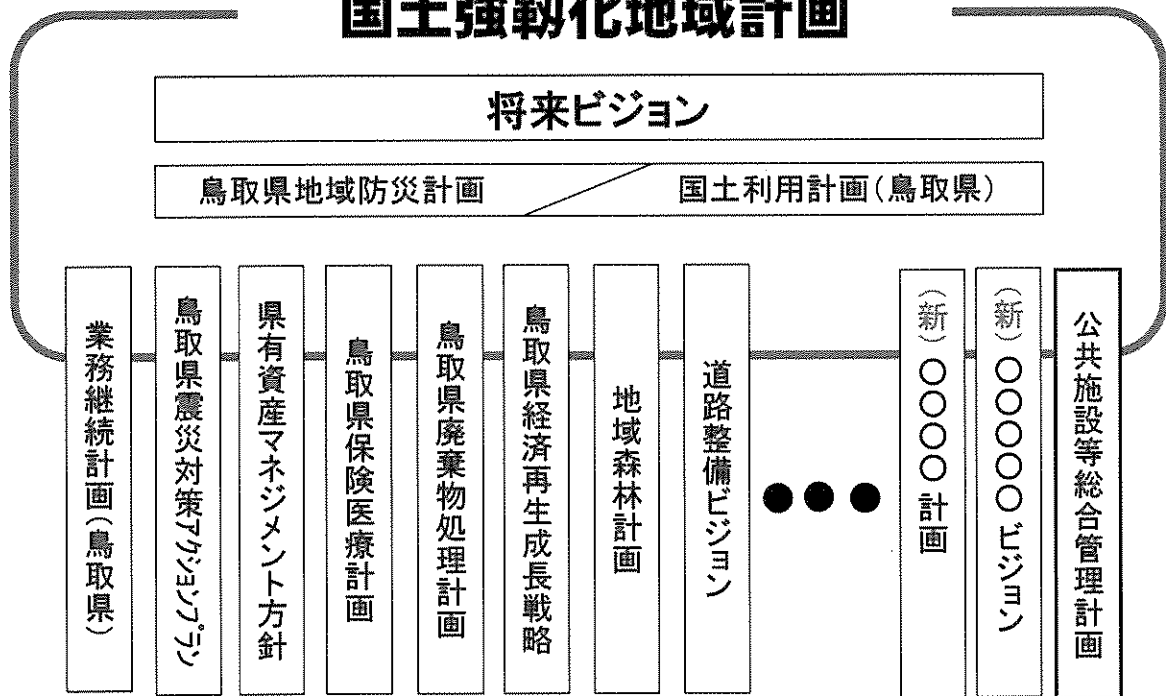 国土強靱化地域計画
将来ビジョン
鳥取県地域防災計画
国土利用計画(鳥取県)
業務継続計画(鳥取県)
鳥取県震災対策アクションプラン
県有資産マネジメント方針
鳥取県保険医療計画
鳥取県廃棄物処理計画
鳥取県経済再生成長戦略
地域森林計画
道路整備ビジョン
●●●
(新)〇〇〇〇計画
(新)〇〇〇〇〇ビジョン
公共施設等総合管理計画